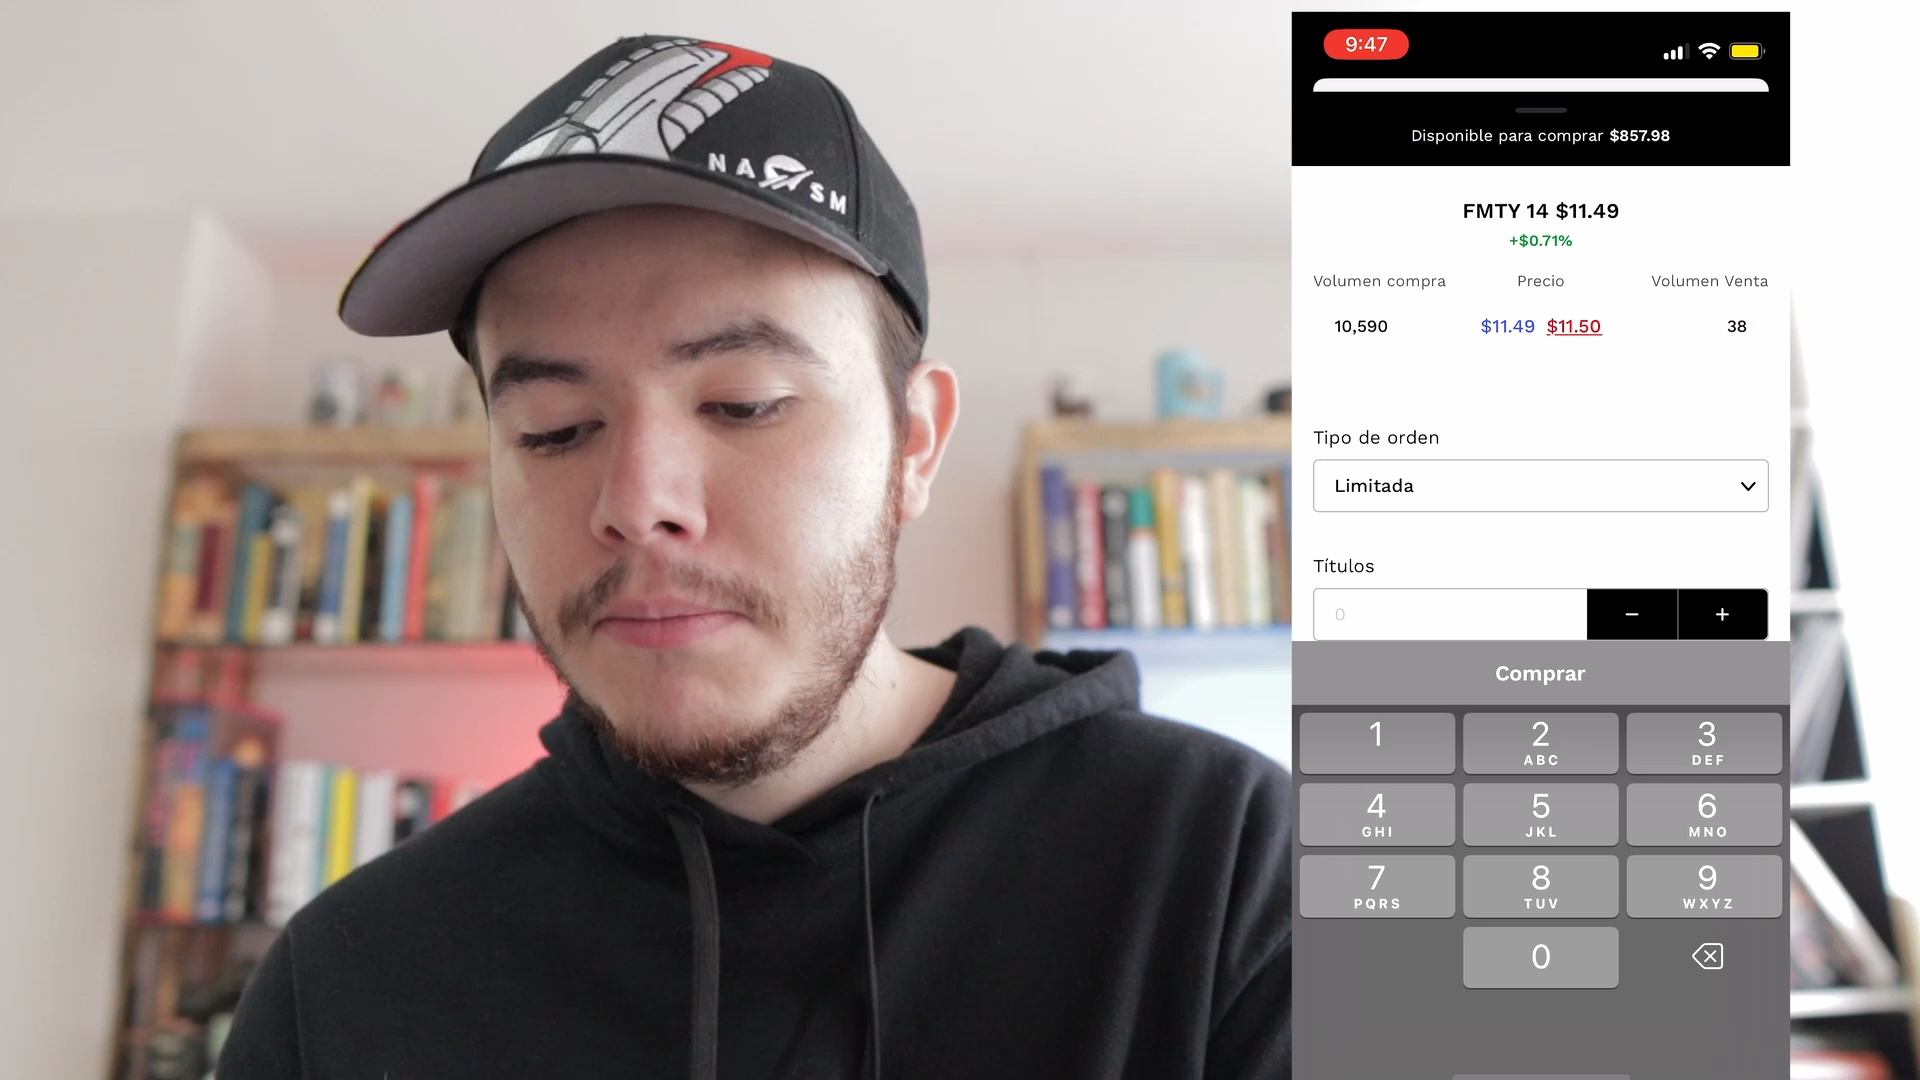 NASM
9:47
Disponible para comprar $857.98
FMTY 14 $11.49
+$0.71%
Volumen compra Precio Volumen Venta
10,590 $11.49 $11.50 38
Tipo de orden
Limitada
Títulos
0 − +
Comprar
1 2 3
ABC DEF
4 5 6
GHI JKL MNO
7 8 9
PQRS TUV WXYZ
0